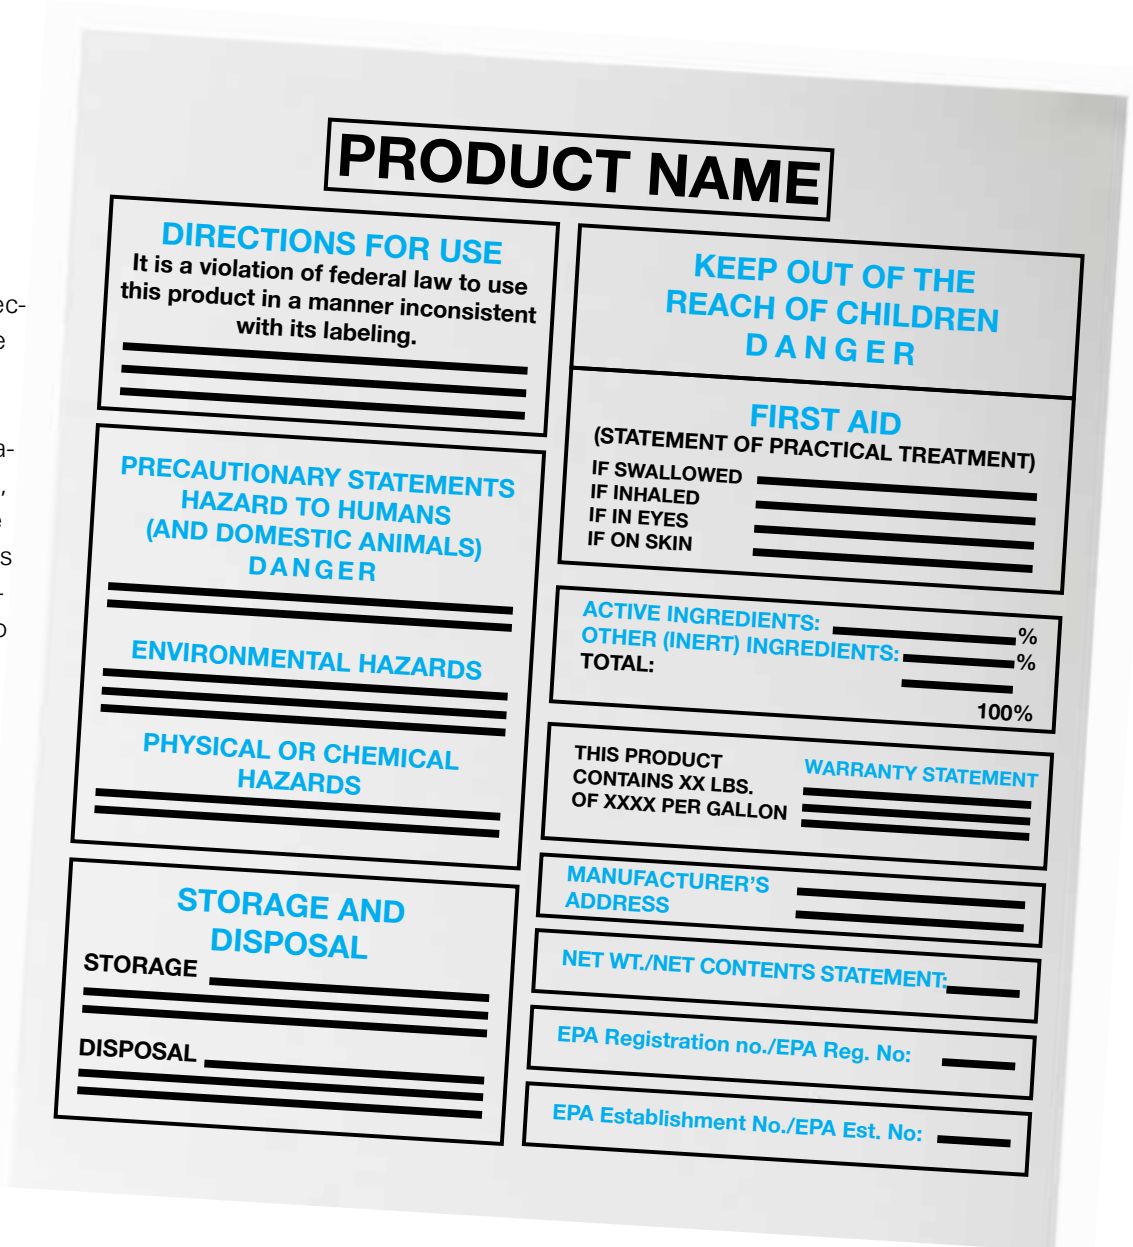 PRODUCT NAME
DIRECTIONS FOR USE
It is a violation of federal law to use
this product in a manner inconsistent
with its labeling.
PRECAUTIONARY STATEMENTS
HAZARD TO HUMANS
(AND DOMESTIC ANIMALS)
DANGER
ENVIRONMENTAL HAZARDS
PHYSICAL OR CHEMICAL
HAZARDS
STORAGE AND
DISPOSAL
STORAGE
DISPOSAL
KEEP OUT OF THE
REACH OF CHILDREN
DANGER
FIRST AID
(STATEMENT OF PRACTICAL TREATMENT)
IF SWALLOWED
IF INHALED
IF IN EYES
IF ON SKIN
ACTIVE INGREDIENTS: %
OTHER (INERT) INGREDIENTS: %
TOTAL:
100%
THIS PRODUCT
CONTAINS XX LBS.
OF XXXX PER GALLON
WARRANTY STATEMENT
MANUFACTURER'S
ADDRESS
NET WT./NET CONTENTS STATEMENT:
EPA Registration no./EPA Reg. No:
EPA Establishment No./EPA Est. No: